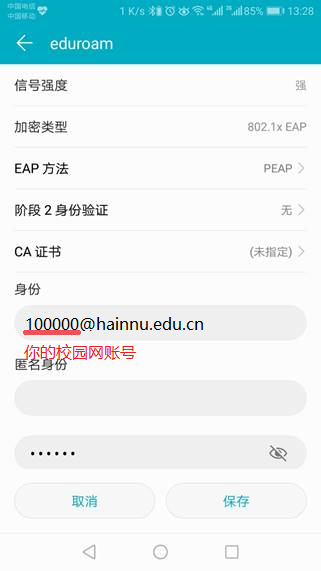 中国电信
中国移动
1 K/s 85% 13:28
eduroam
信号强度 强
加密类型 802.1x EAP
EAP 方法 PEAP
阶段 2 身份验证 无
CA 证书 (未指定)
身份
100000@hainnu.edu.cn
你的校园网账号
匿名身份
••••••
取消 保存